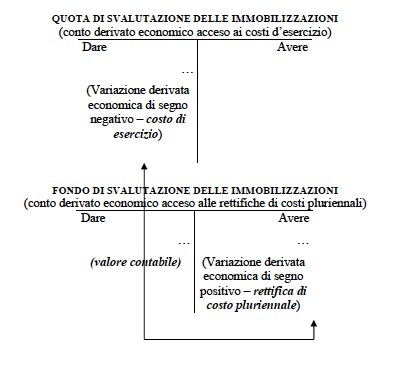 QUOTA DI SVALUTAZIONE DELLE IMMOBILIZZAZIONI
(conto derivato economico acceso ai costi d'esercizio)
Dare Avere
...
(Variazione derivata
economica di segno
negativo – costo di
esercizio)
FONDO DI SVALUTAZIONE DELLE IMMOBILIZZAZIONI
(conto derivato economico acceso alle rettifiche di costi pluriennali)
Dare Avere
... ...
(valore contabile) (Variazione derivata
economica di segno
positivo – rettifica di
costo pluriennale)